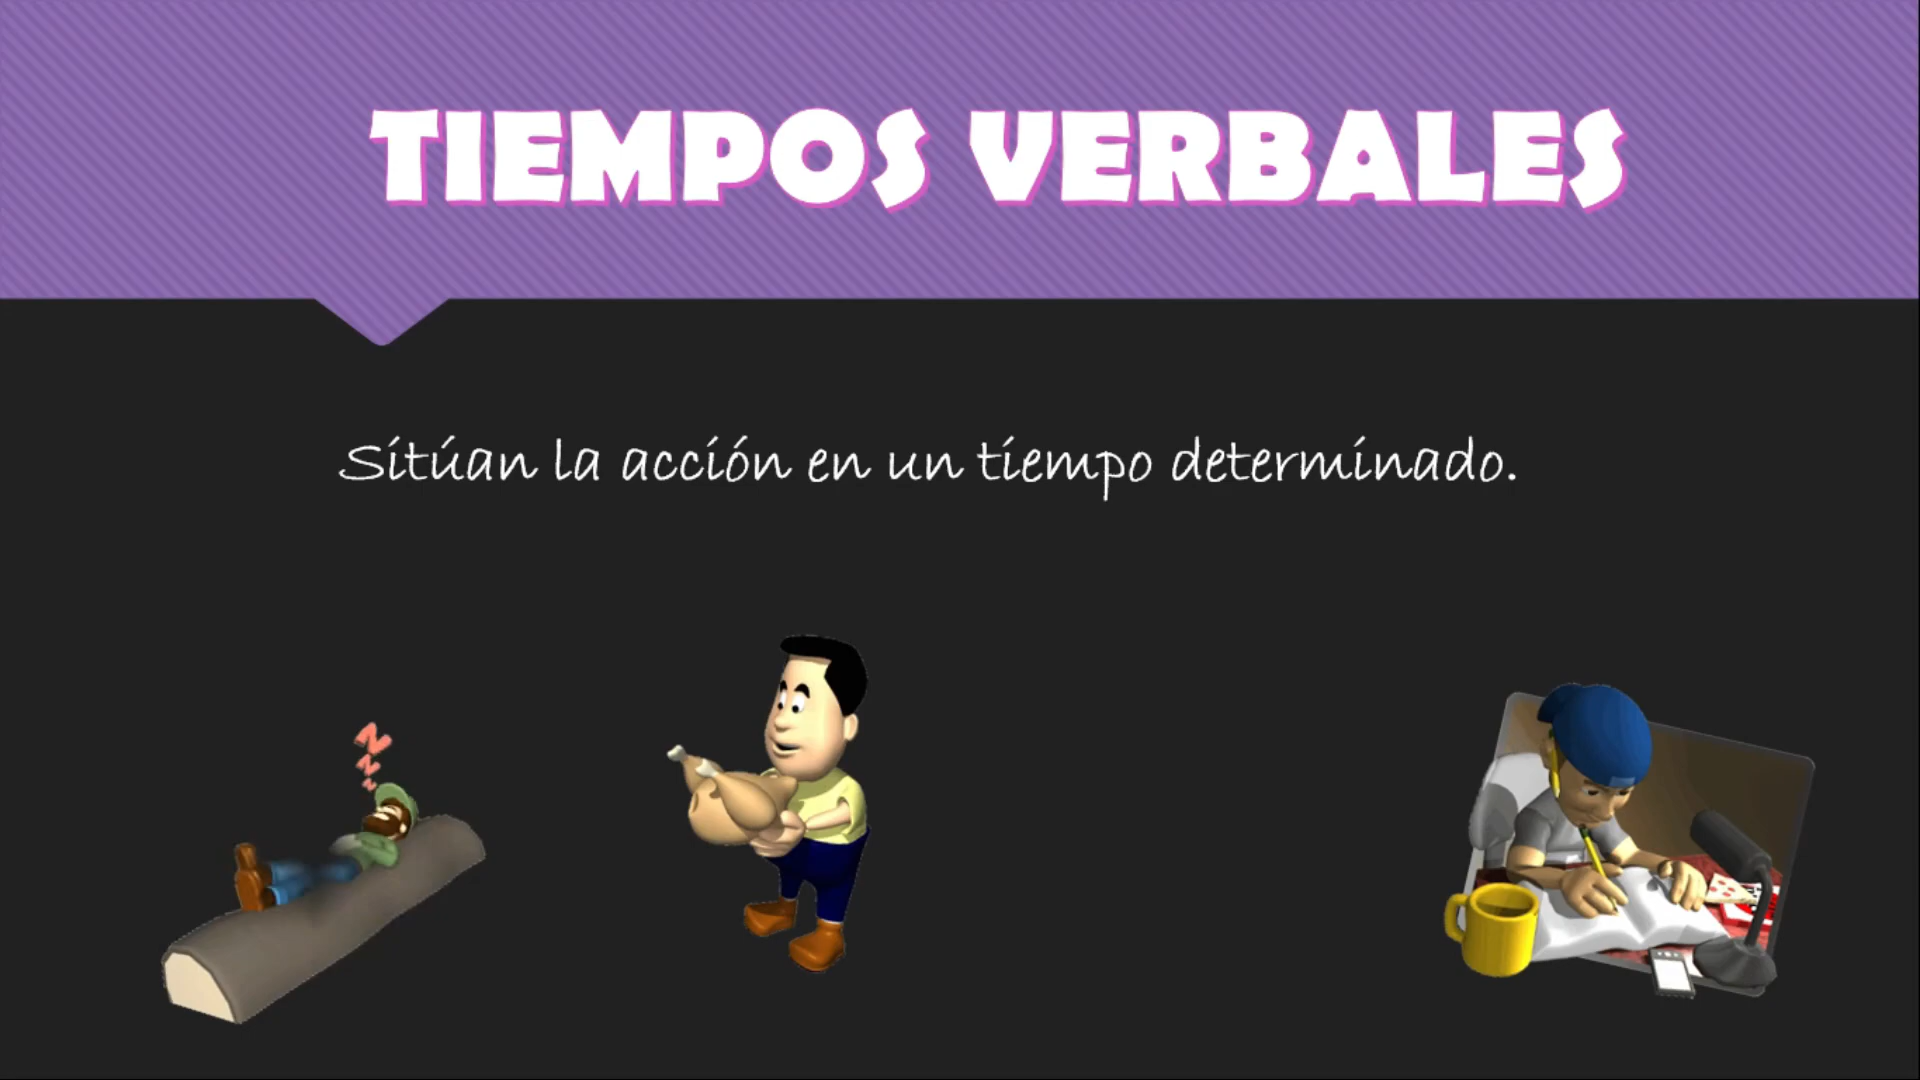 TIEMPOS VERBALES
Sitúan la acción en un tiempo determinado.
Z
Z
Z